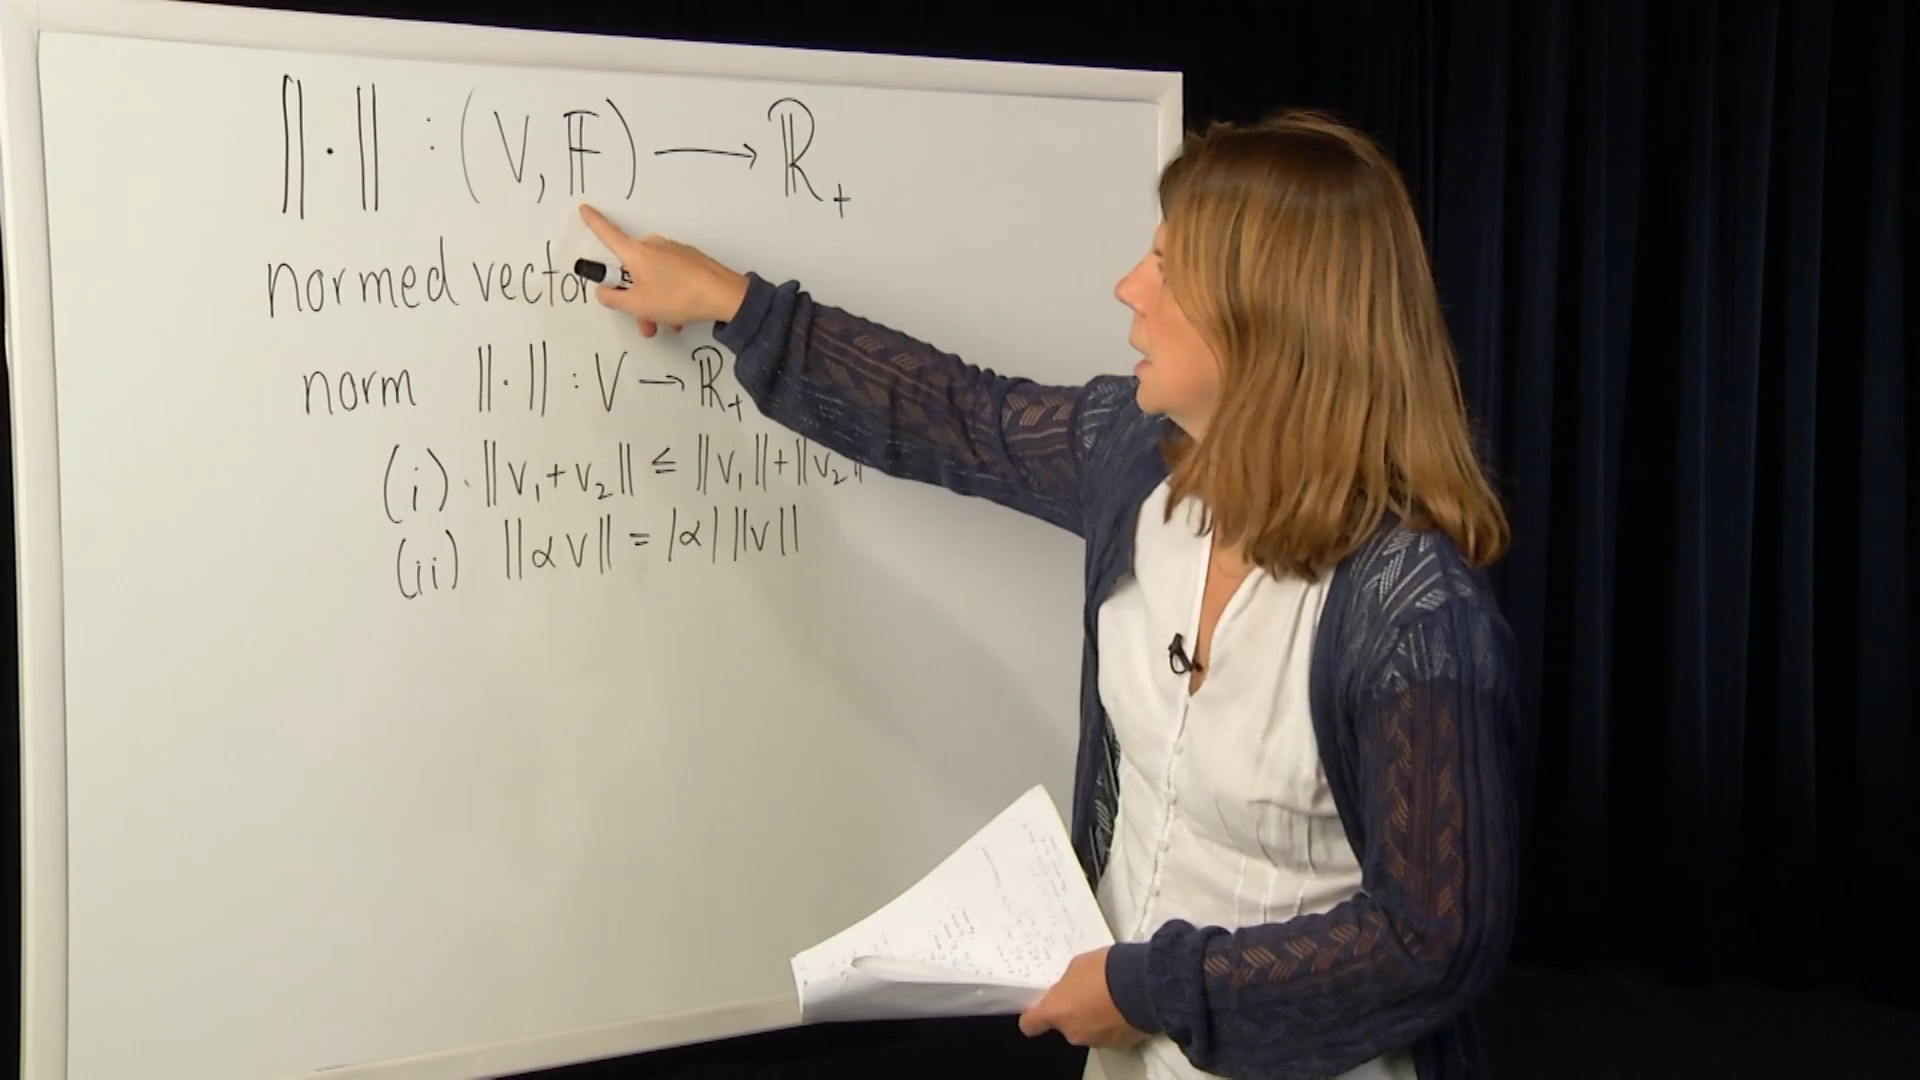 ‖·‖ : (V, 𝔽) ⟶ ℝ₊
normed vector
norm ‖·‖ : V → ℝ₊
(i) · ‖v₁ + v₂‖ ≤ ‖v₁‖ + ‖v₂‖
(ii) ‖αv‖ = |α| ‖v‖